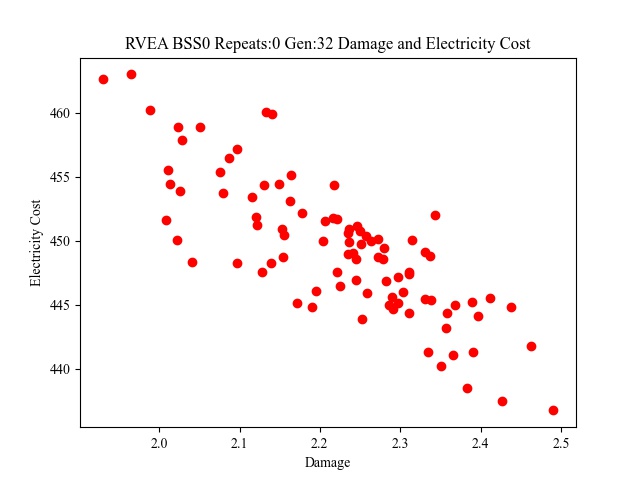 RVEA BSS0 Repeats:0 Gen:32 Damage and Electricity Cost
460
455
450
445
440
Electricity Cost
2.0 2.1 2.2 2.3 2.4 2.5
Damage